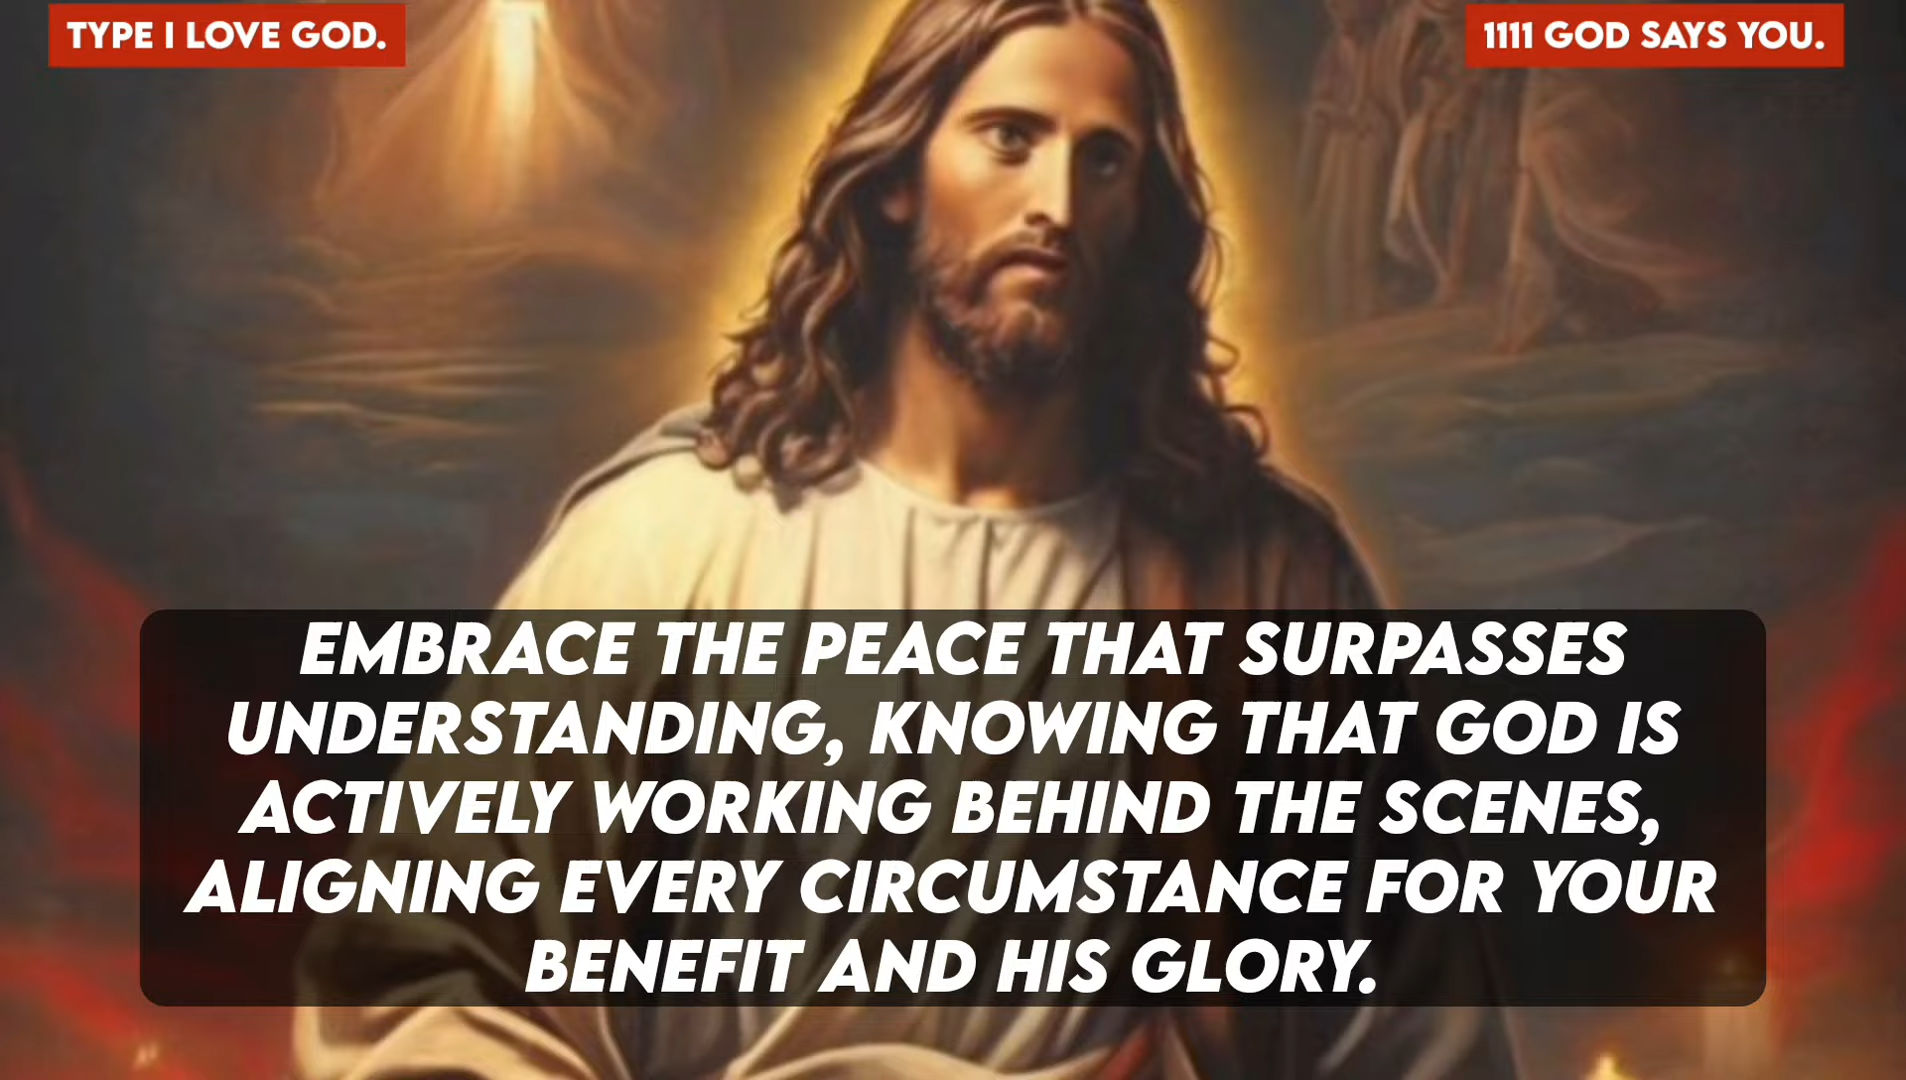 TYPE I LOVE GOD.
1111 GOD SAYS YOU.
EMBRACE THE PEACE THAT SURPASSES
UNDERSTANDING, KNOWING THAT GOD IS
ACTIVELY WORKING BEHIND THE SCENES,
ALIGNING EVERY CIRCUMSTANCE FOR YOUR
BENEFIT AND HIS GLORY.